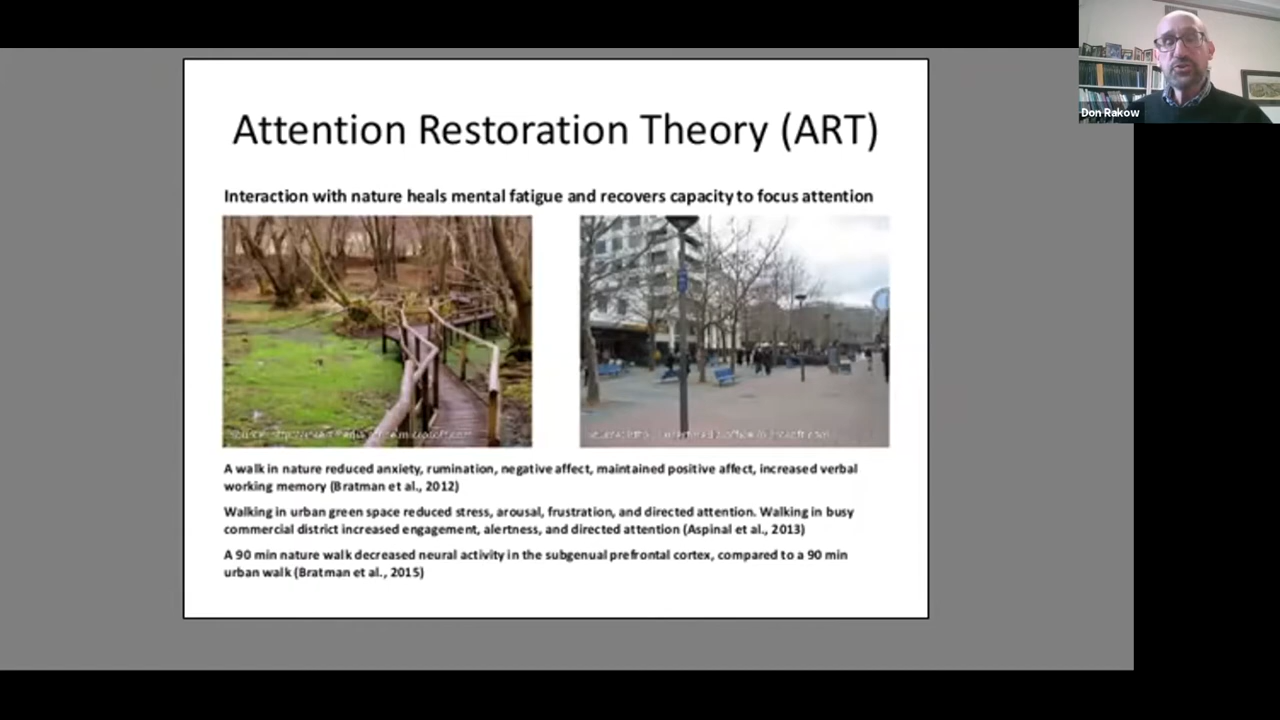 Don Rakow
Attention Restoration Theory (ART)
Interaction with nature heals mental fatigue and recovers capacity to focus attention
A walk in nature reduced anxiety, rumination, negative affect, maintained positive affect, increased verbal
working memory (Bratman et al., 2012)
Walking in urban green space reduced stress, arousal, frustration, and directed attention. Walking in busy
commercial district increased engagement, alertness, and directed attention (Aspinal et al., 2013)
A 90 min nature walk decreased neural activity in the subgenual prefrontal cortex, compared to a 90 min
urban walk (Bratman et al., 2015)